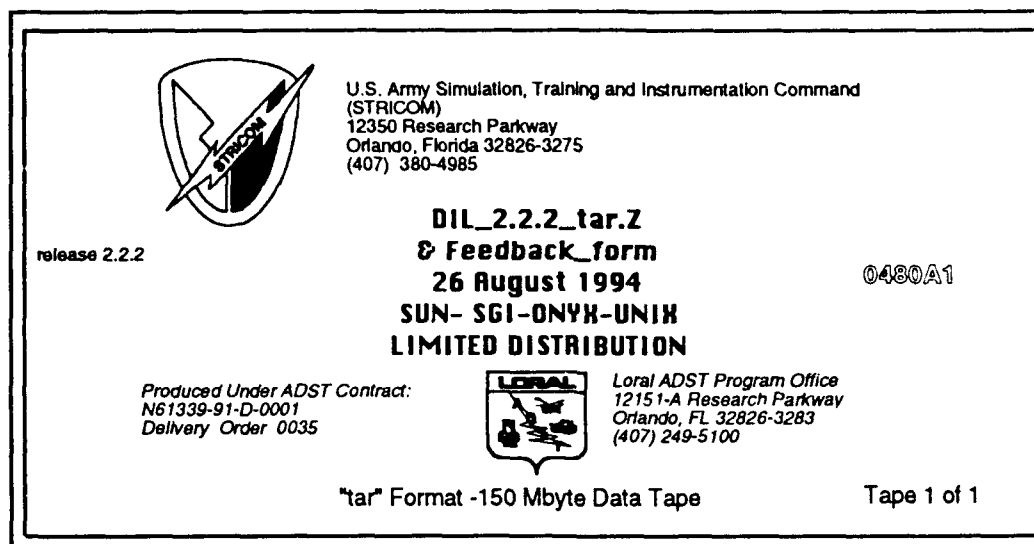 U.S. Army Simulation, Training and Instrumentation Command
(STRICOM)
12350 Research Parkway
Orlando, Florida 32826-3275
(407) 380-4985
STRICOM
DIL_2.2.2_tar.Z
& Feedback_form
26 August 1994
SUN- SGI-ONYX-UNIX
LIMITED DISTRIBUTION
release 2.2.2
0480A1
Produced Under ADST Contract:
N61339-91-D-0001
Delivery Order 0035
LORAL
Loral ADST Program Office
12151-A Research Parkway
Orlando, FL 32826-3283
(407) 249-5100
"tar" Format -150 Mbyte Data Tape
Tape 1 of 1